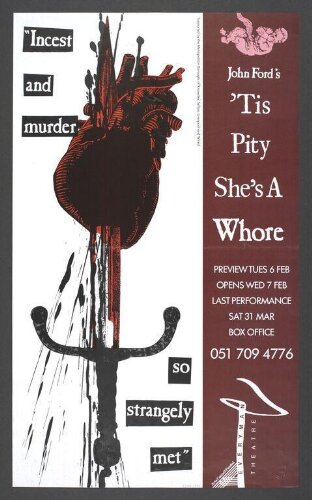 "Incest
and
murder
so
strangely
met"
John Ford's
'Tis
Pity
She's A
Whore
PREVIEW TUES 6 FEB
OPENS WED 7 FEB
LAST PERFORMANCE
SAT 31 MAR
BOX OFFICE
051 709 4776
EVERYMAN
THEATRE